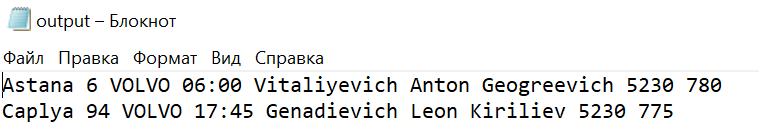 output – Блокнот
Файл Правка Формат Вид Справка
Astana 6 VOLVO 06:00 Vitaliyevich Anton Geogreevich 5230 780
Caplya 94 VOLVO 17:45 Genadievich Leon Kiriliev 5230 775